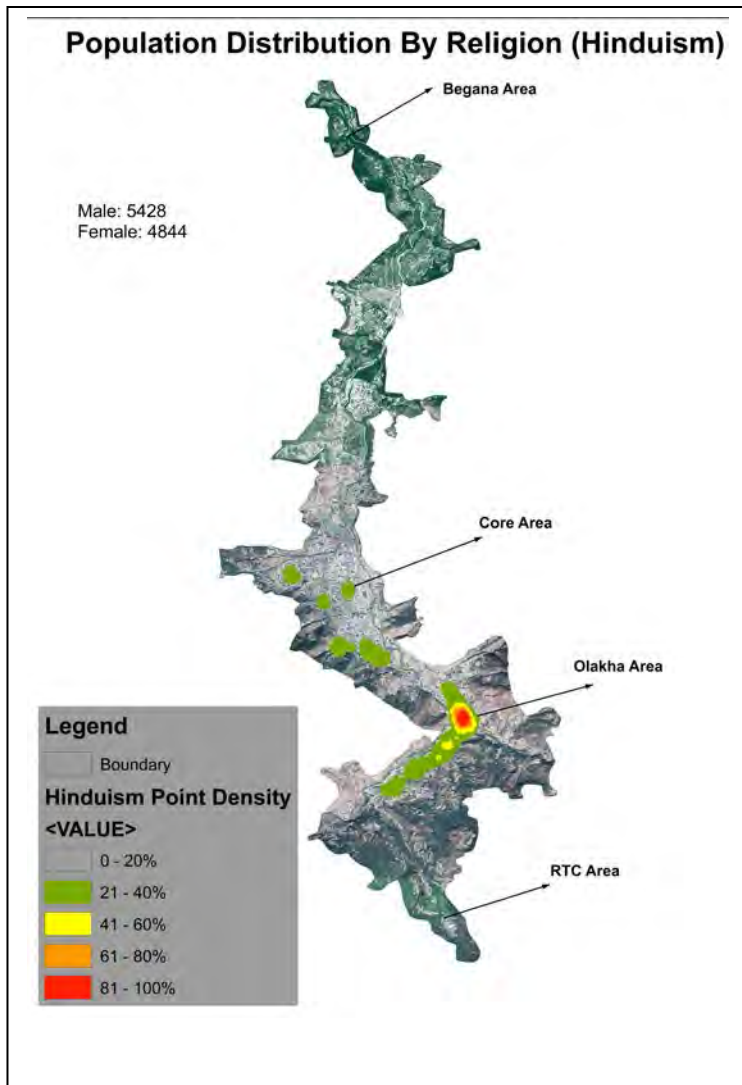 Population Distribution By Religion (Hinduism)
Begana Area
Male: 5428
Female: 4844
Core Area
Olakha Area
Legend
Boundary
Hinduism Point Density
<VALUE>
0 - 20%
21 - 40%
41 - 60%
61 - 80%
81 - 100%
RTC Area